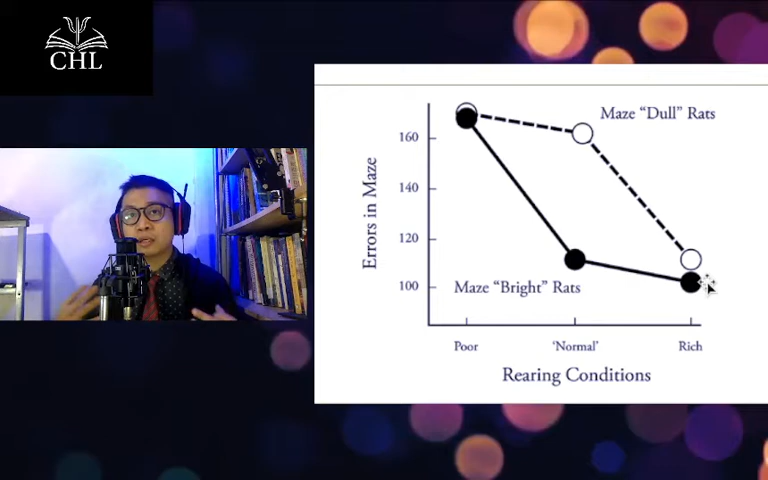 CHL
Maze “Dull” Rats
160
140
120
100
Errors in Maze
Maze “Bright” Rats
Poor
‘Normal’
Rich
Rearing Conditions